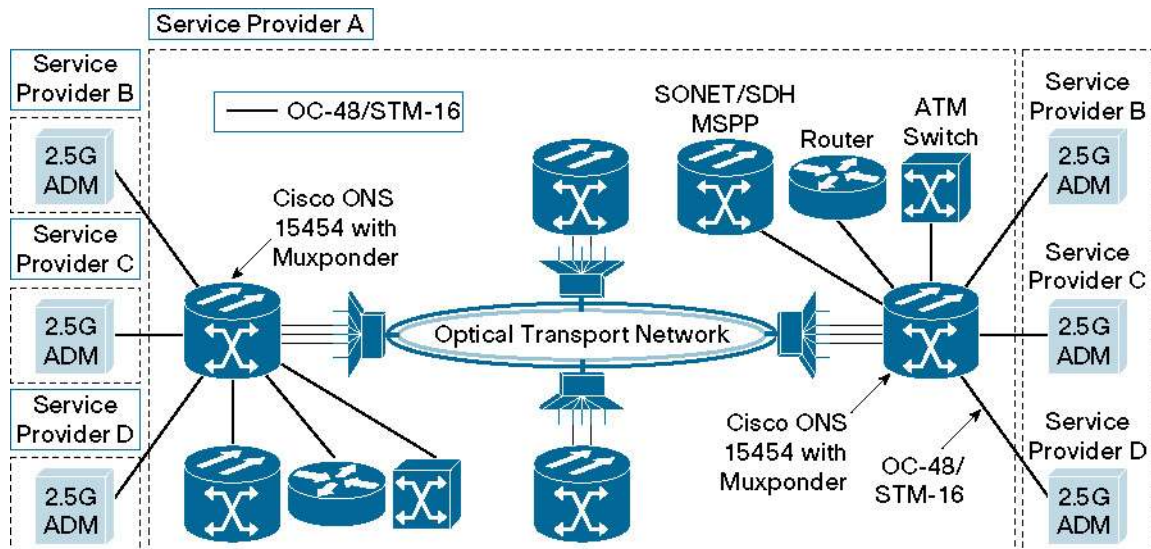 Service Provider A
Service
Provider B
2.5G
ADM
Service
Provider C
2.5G
ADM
Service
Provider D
2.5G
ADM
OC-48/STM-16
Cisco ONS
15454 with
Muxponder
Optical Transport Network
SONET/SDH
MSPP
Router
ATM
Switch
Cisco ONS
15454 with
Muxponder
OC-48/
STM-16
Service
Provider B
2.5G
ADM
Service
Provider C
2.5G
ADM
Service
Provider D
2.5G
ADM